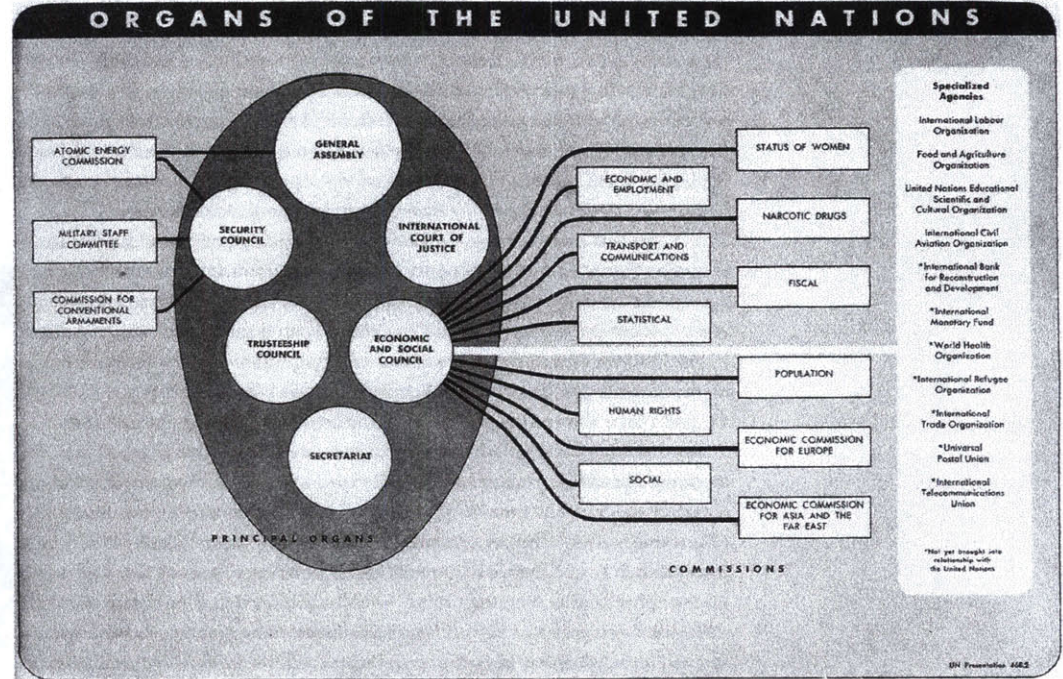 ORGANS OF THE UNITED NATIONS
ATOMIC ENERGY
COMMISSION
MILITARY STAFF
COMMITTEE
COMMISSION FOR
CONVENTIONAL
ARMAMENTS
GENERAL
ASSEMBLY
SECURITY
COUNCIL
INTERNATIONAL
COURT OF
JUSTICE
TRUSTEESHIP
COUNCIL
ECONOMIC
AND SOCIAL
COUNCIL
SECRETARIAT
PRINCIPAL ORGANS
ECONOMIC AND
EMPLOYMENT
TRANSPORT AND
COMMUNICATIONS
STATISTICAL
HUMAN RIGHTS
SOCIAL
STATUS OF WOMEN
NARCOTIC DRUGS
FISCAL
POPULATION
ECONOMIC COMMISSION
FOR EUROPE
ECONOMIC COMMISSION
FOR ASIA AND THE
FAR EAST
COMMISSIONS
Specialized
Agencies
International Labour
Organisation
Food and Agriculture
Organization
United Nations Educational
Scientific and
Cultural Organization
International Civil
Aviation Organization
*International Bank
for Reconstruction
and Development
*International
Monetary Fund
*World Health
Organization
*International Refugee
Organization
*International
Trade Organization
*Universal
Postal Union
*International
Telecommunications
Union
*Not yet brought into
relationship with
the United Nations
UN Presentation